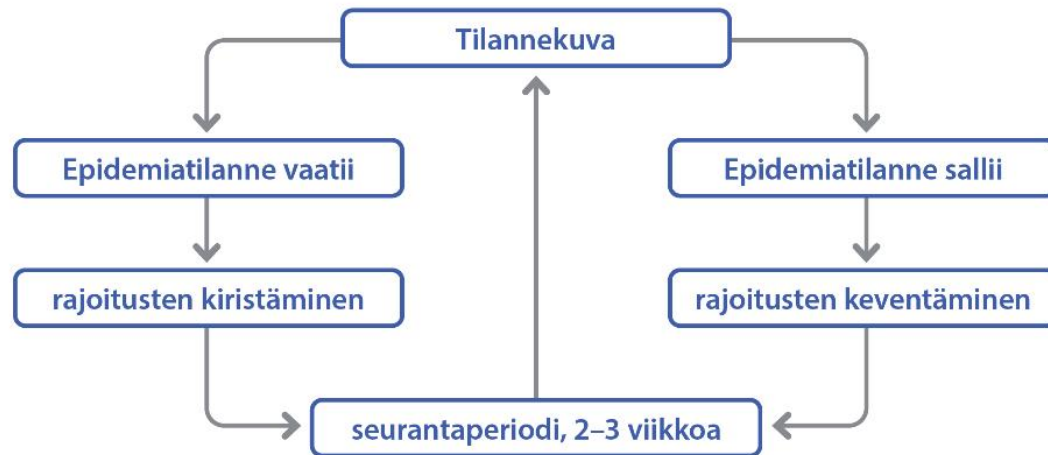 Tilannekuva
Epidemiatilanne vaatii
Epidemiatilanne sallii
rajoitusten kiristäminen
rajoitusten keventäminen
seurantaperiodi, 2–3 viikkoa